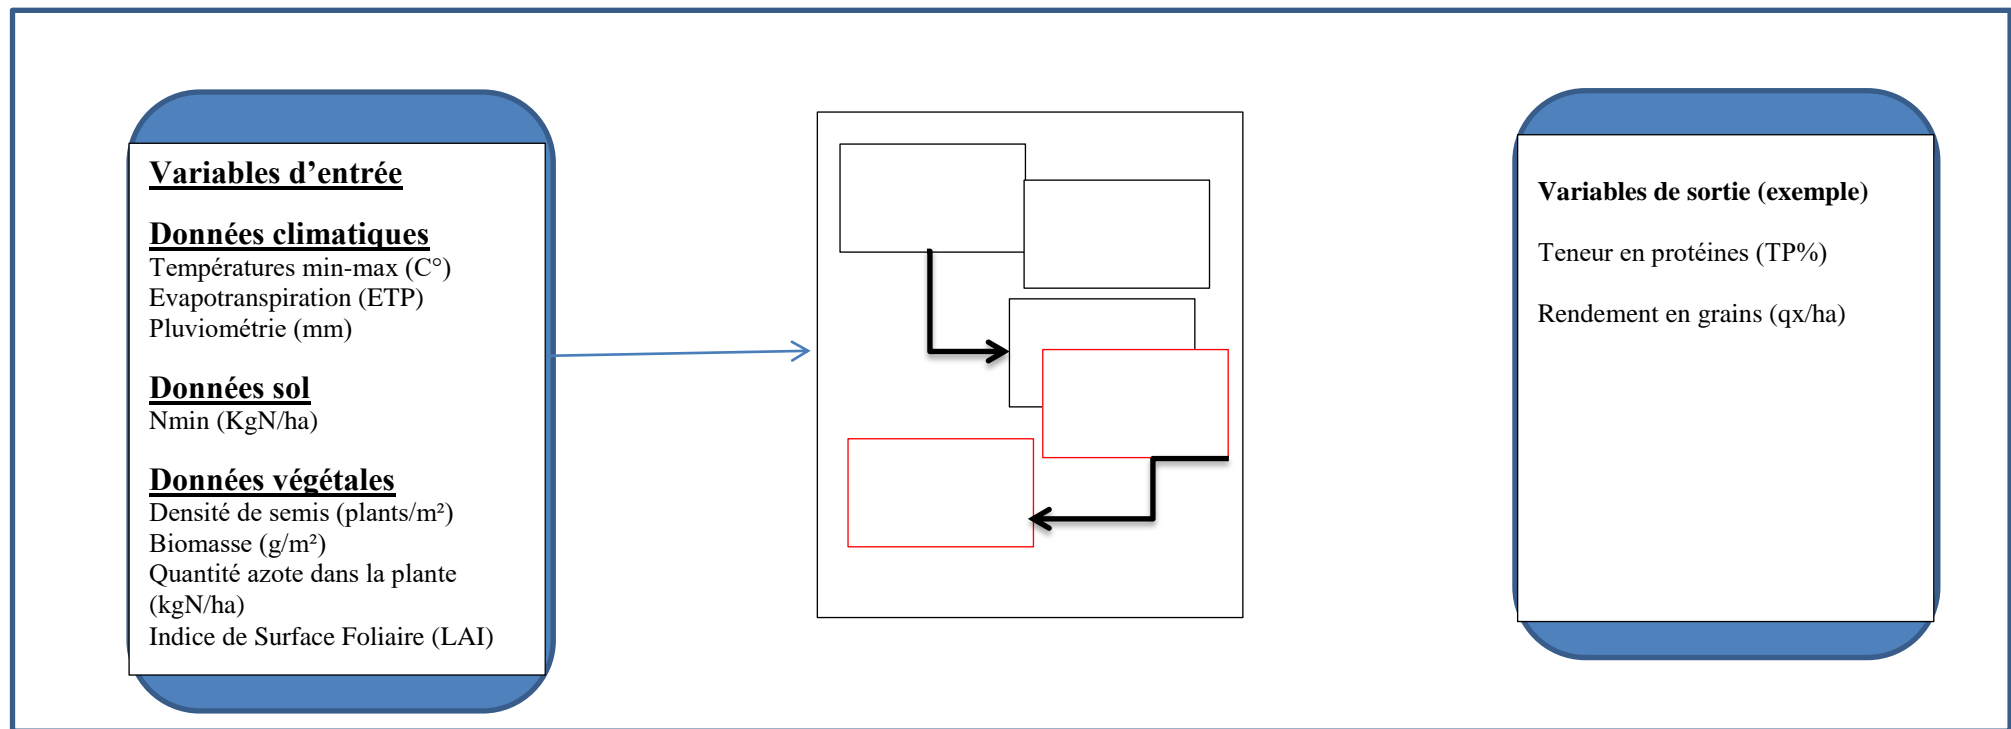 Variables d’entrée
Données climatiques
Températures min-max (C°)
Evapotranspiration (ETP)
Pluviométrie (mm)
Données sol
Nmin (KgN/ha)
Données végétales
Densité de semis (plants/m²)
Biomasse (g/m²)
Quantité azote dans la plante
(kgN/ha)
Indice de Surface Foliaire (LAI)
Variables de sortie (exemple)
Teneur en protéines (TP%)
Rendement en grains (qx/ha)